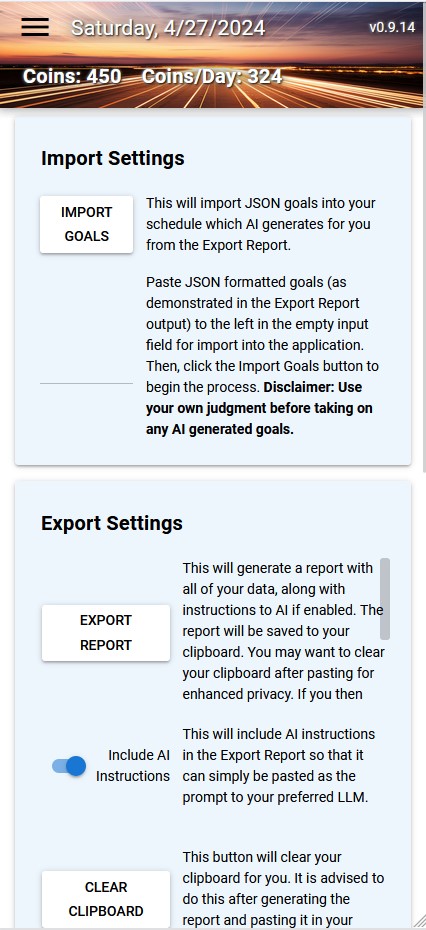 Saturday, 4/27/2024
v0.9.14
Coins: 450 Coins/Day: 324
Import Settings
IMPORT
GOALS
This will import JSON goals into your
schedule which AI generates for you
from the Export Report.
Paste JSON formatted goals (as
demonstrated in the Export Report
output) to the left in the empty input
field for import into the application.
Then, click the Import Goals button to
begin the process. Disclaimer: Use
your own judgment before taking on
any AI generated goals.
Export Settings
EXPORT
REPORT
This will generate a report with
all of your data, along with
instructions to AI if enabled. The
report will be saved to your
clipboard. You may want to clear
your clipboard after pasting for
enhanced privacy. If you then
Include AI
Instructions
This will include AI instructions
in the Export Report so that it
can simply be pasted as the
prompt to your preferred LLM.
CLEAR
CLIPBOARD
This button will clear your
clipboard for you. It is advised to
do this after generating the
report and pasting it in your